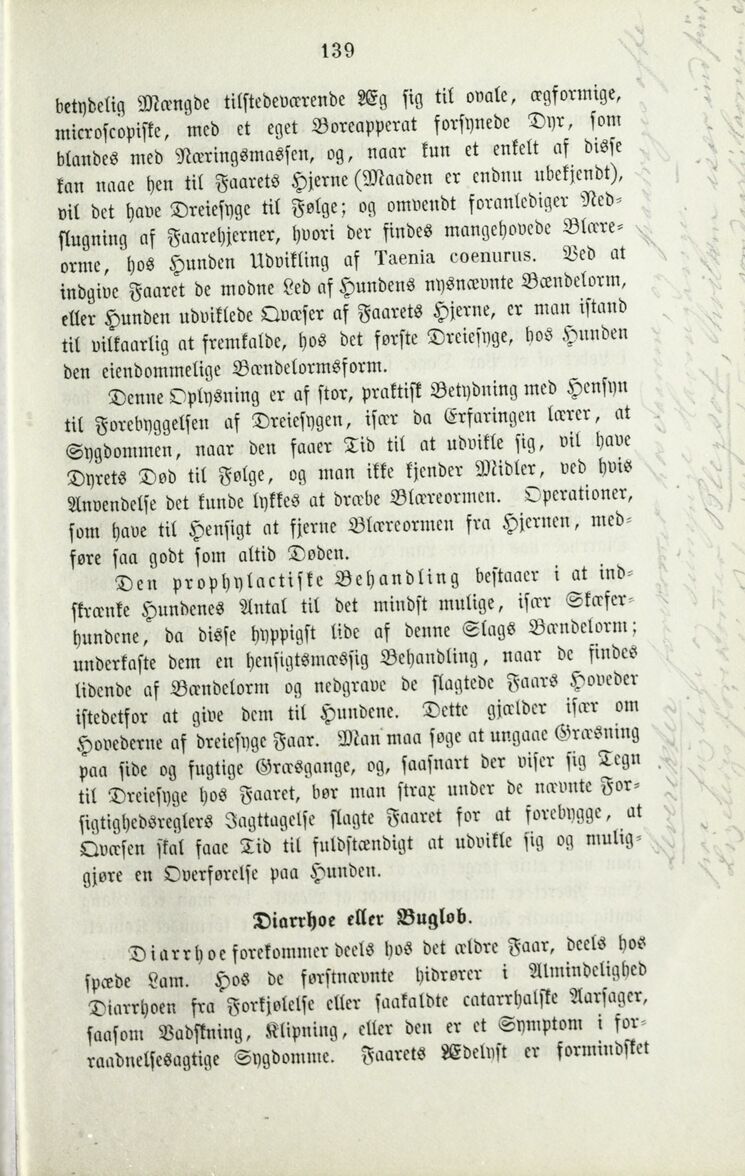 139
betydelig Mængde tilstedeværende Æg sig til ovale, ægformige,
microscopiske, med et eget Boreapperat forsynede Dyr, som
blandes med Næringsmassen, og, naar kun et enkelt af disse
kan naae hen til Faarets Hjerne (Maaden er endnu ubekjendt),
vil det have Dreiesyge til Følge; og omvendt foranlediger Ned-
slugning af Faarehjerner, hvori der findes mangehovede Blære-
orme, hos Hunden Udvikling af Taenia coenurus. Ved at
indgive Faaret de modne Led af Hundens nysnævnte Bændelorm,
eller Hunden udviklede Qvæser af Faarets Hjerne, er man istand
til vilkaarlig at fremkalde, hos det første Dreiesyge, hos Hunden
den eiendommelige Bændelormsform.
Denne Oplysning er af stor, praktisk Betydning med Hensyn
til Forebyggelsen af Dreiesygen, især da Erfaringen lærer, at
Sygdommen, naar den faaer Tid til at udvikle sig, vil have
Dyrets Død til Følge, og man ikke kjender Midler, ved hvis
Anvendelse det kunde lykkes at dræbe Blæreormen. Operationer,
som have til Hensigt at fjerne Blæreormen fra Hjernen, med-
føre saa godt som altid Døden.
Den prophylactiske Behandling bestaaer i at ind-
skrænke Hundenes Antal til det mindst mulige, især Skæfer-
hundene, da disse hyppigst lide af denne Slags Bændelorm;
underkaste dem en hensigtsmæssig Behandling, naar de findes
lidende af Bændelorm og nedgrave de slagtede Faars Hoveder
istedetfor at give dem til Hundene. Dette gjælder især om
Hovederne af dreiesyge Faar. Man maa søge at ungaae Græsning
paa side og fugtige Græsgange, og, saasnart der viser sig Tegn
til Dreiesyge hos Faaret, bør man strax under de nævnte For-
sigtighedsreglers Iagttagelse slagte Faaret for at forebygge, at
Qvæsen skal faae Tid til fuldstændigt at udvikle sig og mulig-
gjøre en Overførelse paa Hunden.
Diarrhoe eller Bugløb.
Diarrhoe forekommer deels hos det ældre Faar, deels hos
spæde Lam. Hos de førstnævnte hidrører i Almindelighed
Diarrhoen fra Forkjølelse eller saakaldte catarrhalske Aarsager,
saasom Vadskning, Klipning, eller den er et Symptom i for-
raadnelsesagtige Sygdomme. Faarets Ædelyst er formindsket